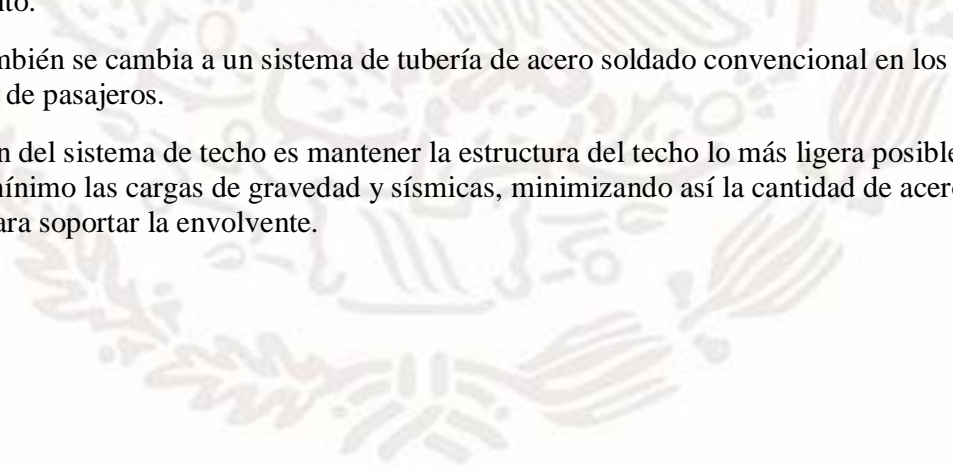 nto.
mbién se cambia a un sistema de tubería de acero soldado convencional en los
de pasajeros.
n del sistema de techo es mantener la estructura del techo lo más ligera posible
nínimo las cargas de gravedad y sísmicas, minimizando así la cantidad de acero
ara soportar la envolvente.